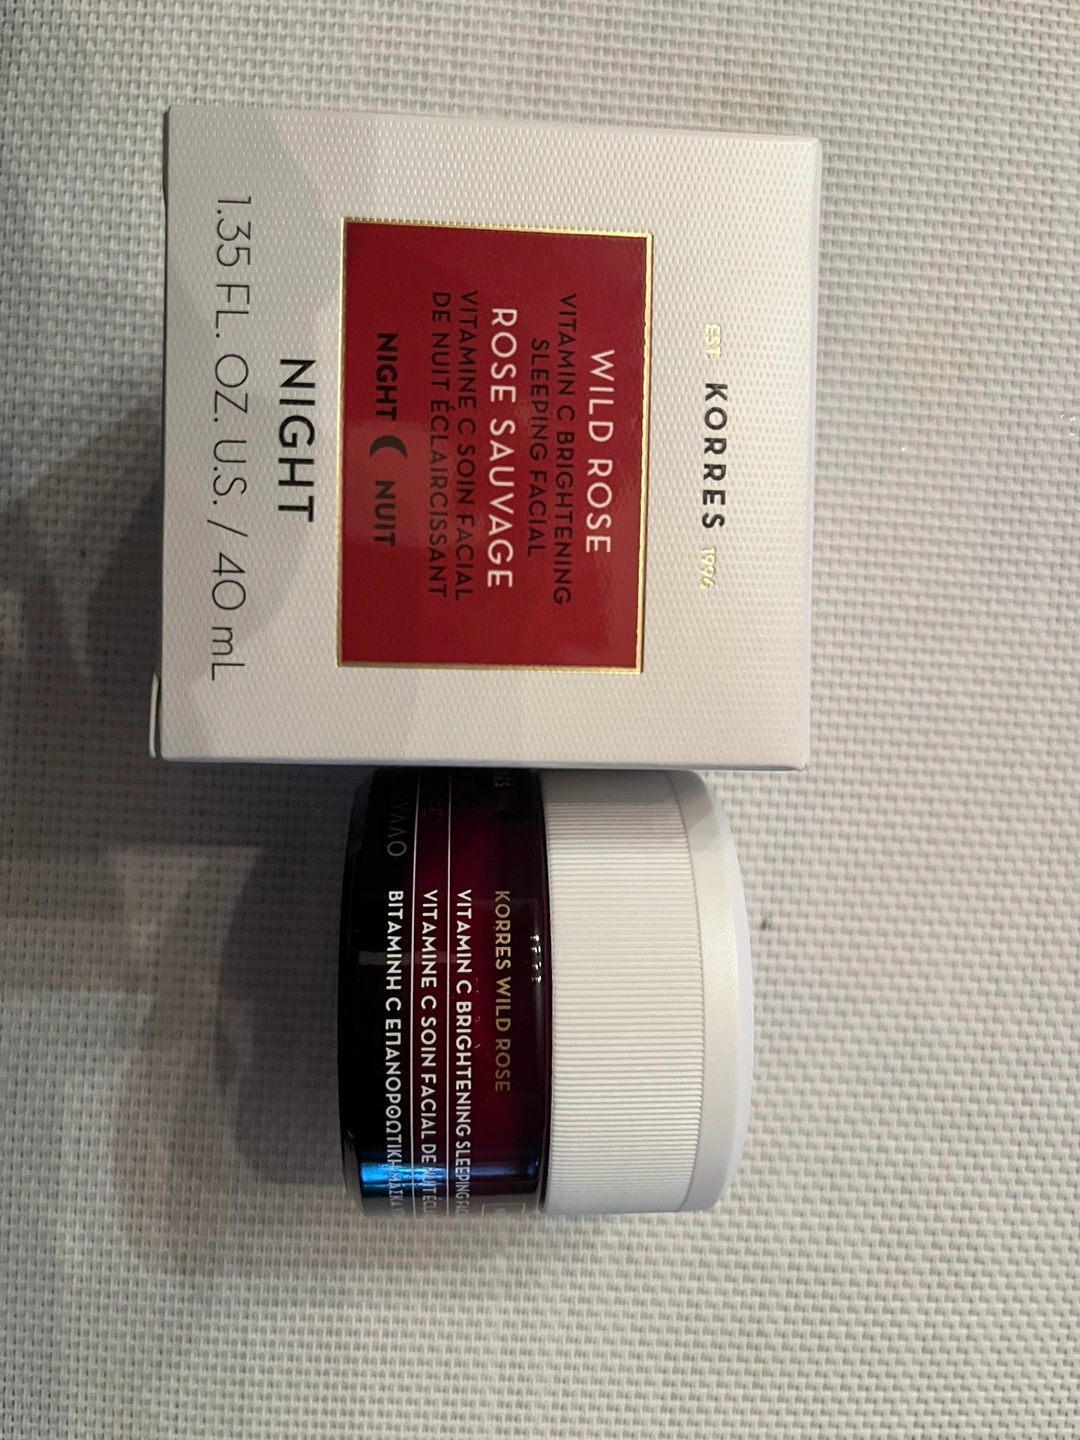 EST KORRES 1996
WILD ROSE
VITAMIN C BRIGHTENING
SLEEPING FACIAL
ROSE SAUVAGE
VITAMINE C SOIN FACIAL
DE NUIT ÉCLAIRCISSANT
NIGHT NUIT
NIGHT
1.35 FL. OZ. U.S. / 40 mL
KORRES WILD ROSE
VITAMIN C BRIGHTENING SLEEPING
VITAMINE C SOIN FACIAL DE NUIT
ΒΙΤΑΜΙΝΗ C ΕΠΑΝΟΡΘΩΤΙΚΗ ΜΑΣΚΑ